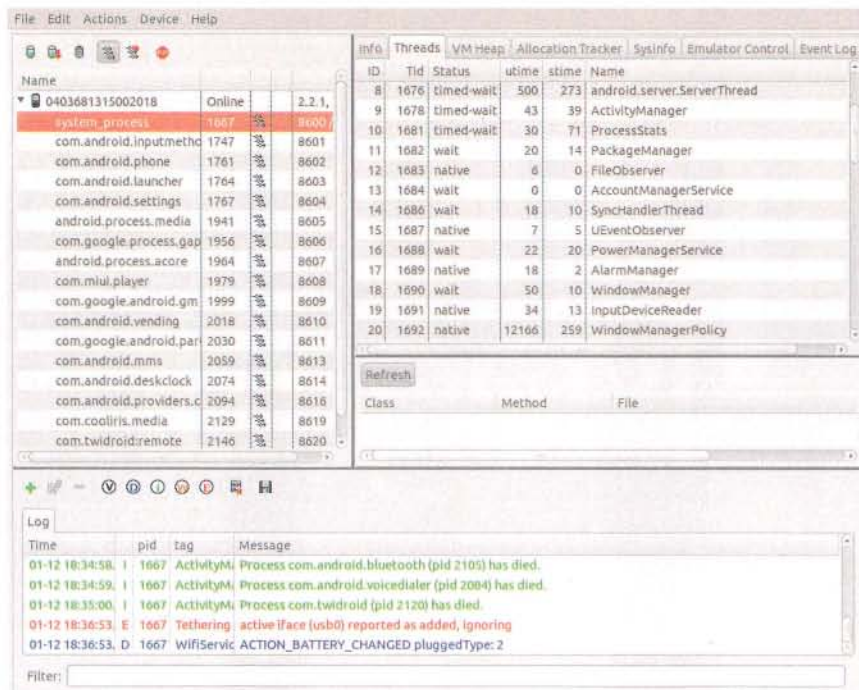 File Edit Actions Device Help
Name
0403681315002018 Online 2.2.1,
system_process 1667 8600 /
com.android.inputmetho 1747 8601
com.android.phone 1761 8602
com.android.launcher 1764 8603
com.android.settings 1767 8604
android.process.media 1941 8605
com.google.process.gap 1956 8606
android.process.acore 1964 8607
com.miui.player 1979 8608
com.google.android.gm 1999 8609
com.android.vending 2018 8610
com.google.android.par 2030 8611
com.android.mms 2059 8613
com.android.deskclock 2074 8614
com.android.providers.c 2094 8616
com.cooliris.media 2129 8619
com.twidroid:remote 2146 8620
Info Threads VM Heap Allocation Tracker Sysinfo Emulator Control Event Log
ID Tid Status utime stime Name
8 1676 timed-wait 500 273 android.server.ServerThread
9 1678 timed-wait 43 39 ActivityManager
10 1681 timed-wait 30 71 ProcessStats
11 1682 wait 20 14 PackageManager
12 1683 native 6 0 FileObserver
13 1684 wait 0 0 AccountManagerService
14 1686 wait 18 10 SyncHandlerThread
15 1687 native 7 5 UEventObserver
16 1688 wait 22 20 PowerManagerService
17 1689 native 18 2 AlarmManager
18 1690 wait 50 10 WindowManager
19 1691 native 34 13 InputDeviceReader
20 1692 native 12166 259 WindowManagerPolicy
Refresh
Class Method File
V D I W E
Log
Time pid tag Message
01-12 18:34:58. I 1667 ActivityMa Process com.android.bluetooth (pid 2105) has died.
01-12 18:34:59. I 1667 ActivityMa Process com.android.voicedialer (pid 2084) has died.
01-12 18:35:00. I 1667 ActivityMa Process com.twidroid (pid 2120) has died.
01-12 18:36:53. E 1667 Tethering active iface (usb0) reported as added, ignoring
01-12 18:36:53. D 1667 WifiServic ACTION_BATTERY_CHANGED pluggedType: 2
Filter: